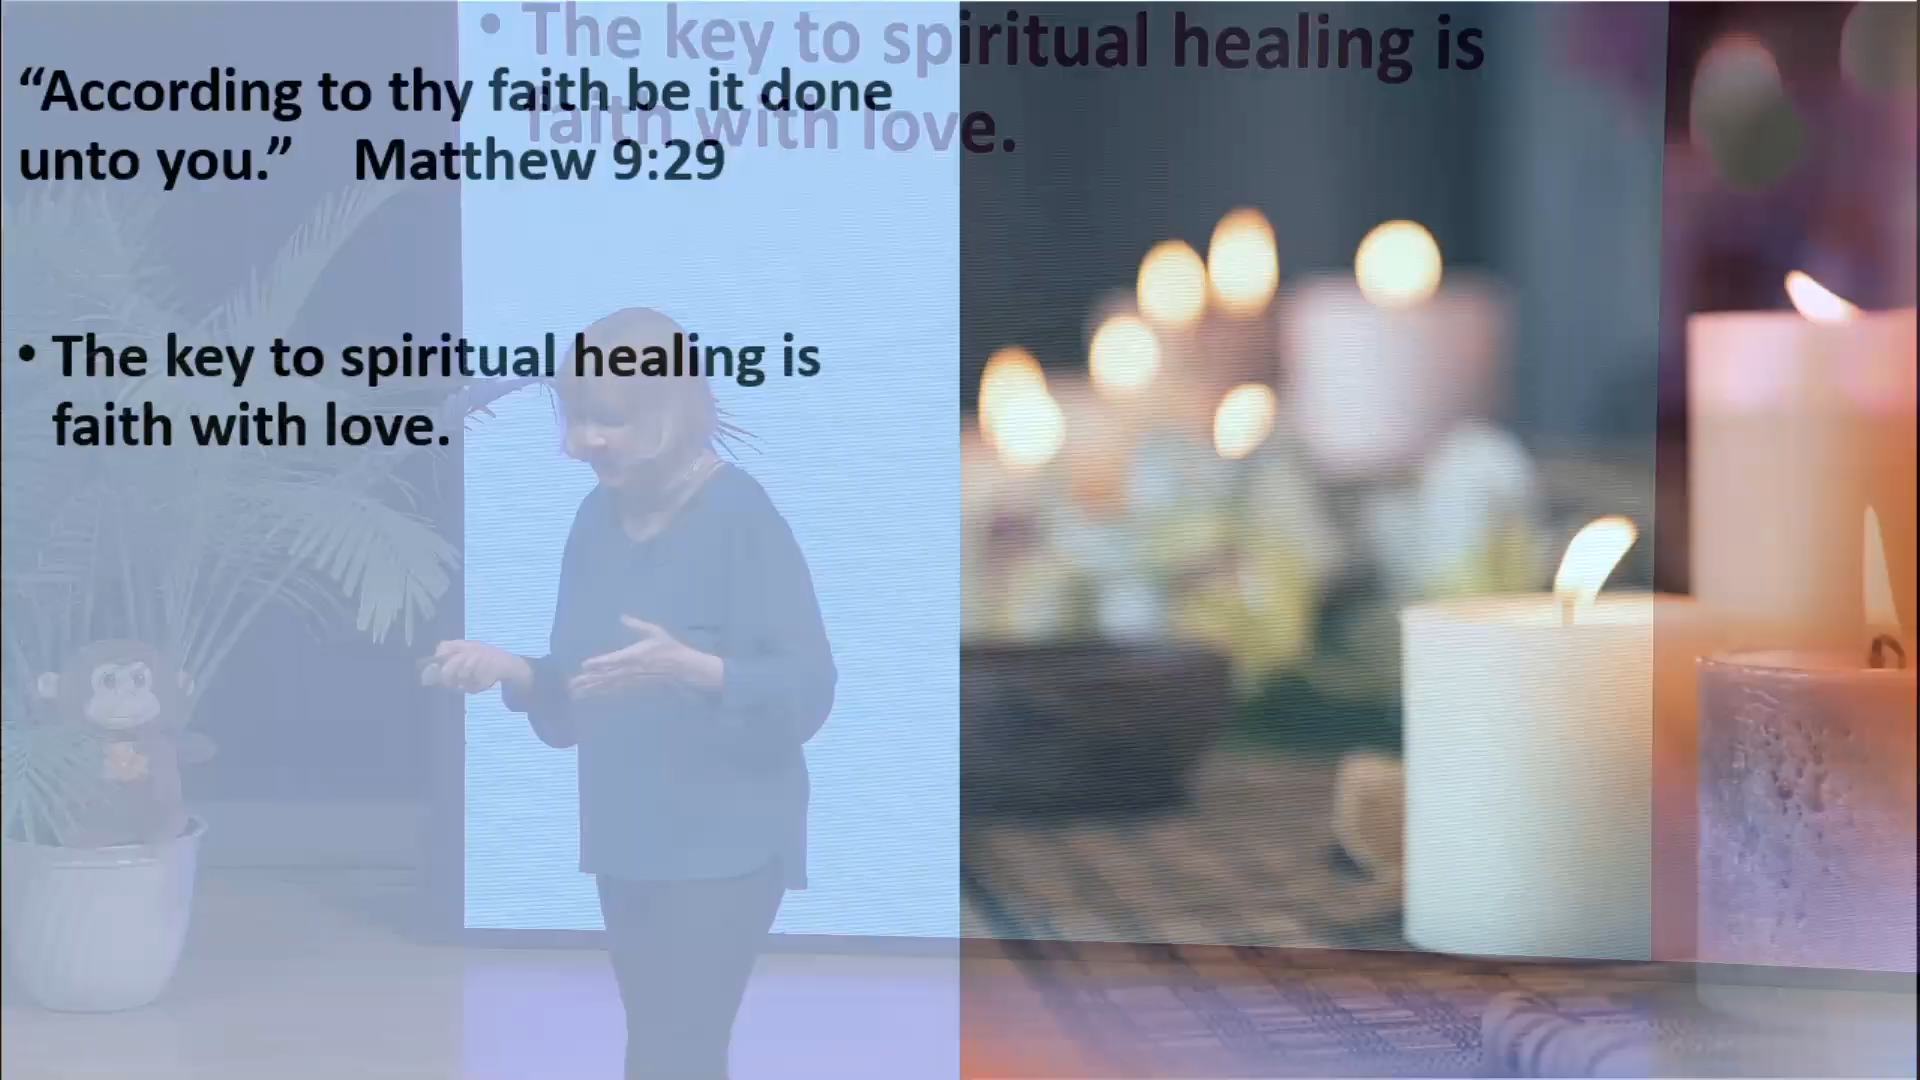 • The key to spiritual healing is
faith with love.
“According to thy faith be it done
unto you.” Matthew 9:29
• The key to spiritual healing is
faith with love.